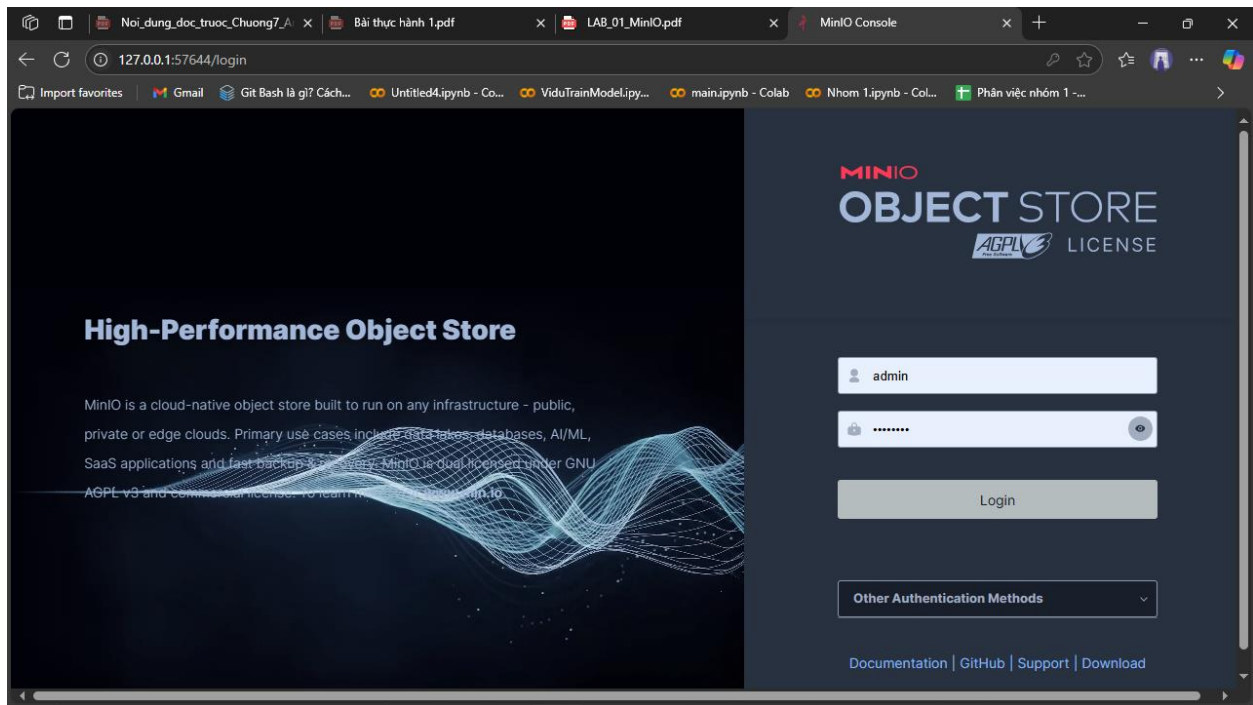 Noi_dung_doc_truoc_Chuong7_A
Bài thực hành 1.pdf
LAB_01_MinIO.pdf
MinIO Console
127.0.0.1:57644/login
Import favorites
Gmail
Git Bash là gì? Cách...
Untitled4.ipynb - Co...
ViduTrainModel.ipy...
main.ipynb - Colab
Nhom 1.ipynb - Col...
Phân việc nhóm 1 -...
MINIO
OBJECT STORE
AGPL v3 LICENSE
Free Software
High-Performance Object Store
MinIO is a cloud-native object store built to run on any infrastructure - public,
private or edge clouds. Primary use cases include data lakes, databases, AI/ML,
SaaS applications and fast backup & recovery. MinIO is dual licensed under GNU
AGPL v3 and commercial license. To learn
admin
Login
Other Authentication Methods
Documentation | GitHub | Support | Download